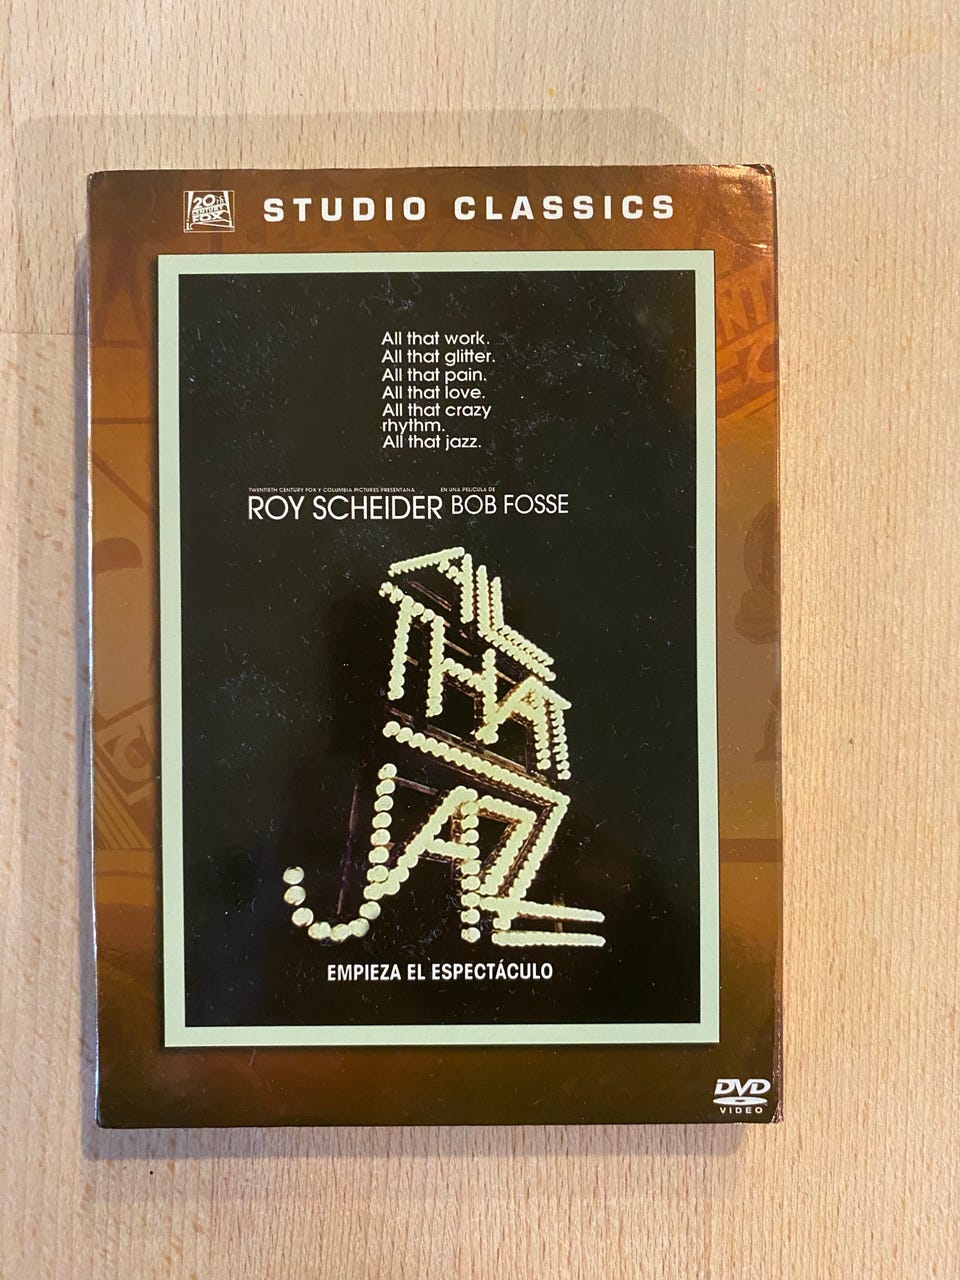 20th
CENTURY
FOX
STUDIO CLASSICS
All that work.
All that glitter.
All that pain.
All that love.
All that crazy
rhythm.
All that jazz.
TWENTIETH CENTURY FOX Y COLUMBIA PICTURES PRESENTAN A
EN UNA PELICULA DE
ROY SCHEIDER BOB FOSSE
ALL
THAT
JAZZ
EMPIEZA EL ESPECTÁCULO
DVD
VIDEO